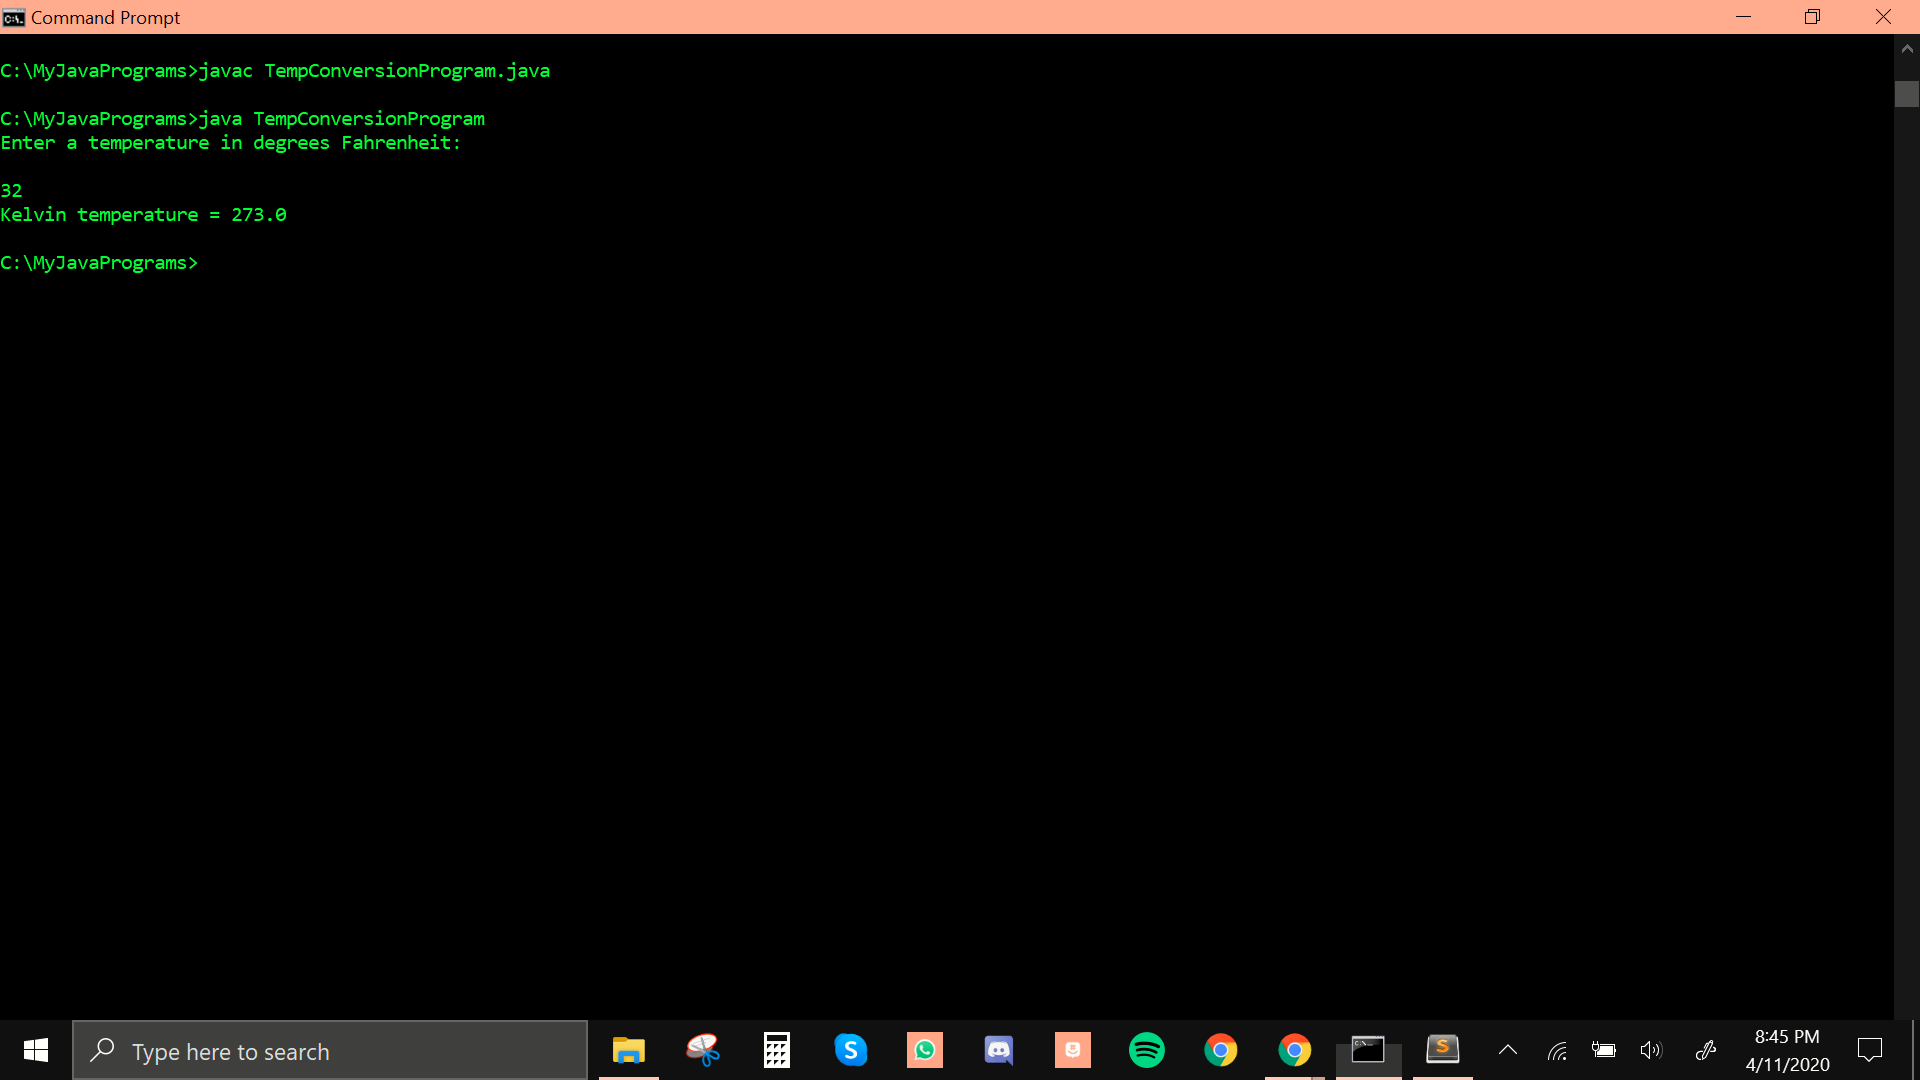 Command Prompt
C:\MyJavaPrograms>javac TempConversionProgram.java
C:\MyJavaPrograms>java TempConversionProgram
Enter a temperature in degrees Fahrenheit:
32
Kelvin temperature = 273.0
C:\MyJavaPrograms>
Type here to search
8:45 PM
4/11/2020